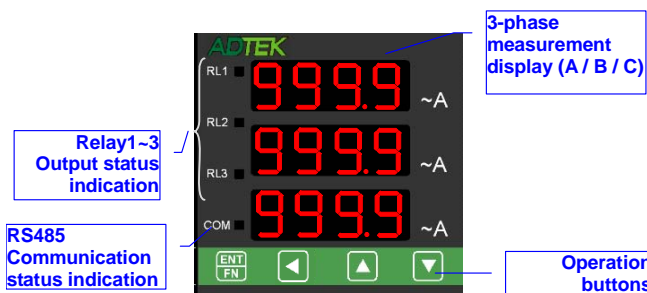 ADTEK
3-phase
measurement
display (A / B / C)
RL1
999.9 ~A
RL2
Relay1~3
Output status
indication
999.9 ~A
RL3
RS485
Communication
status indication
COM
999.9 ~A
ENT
FN
Operation
buttons